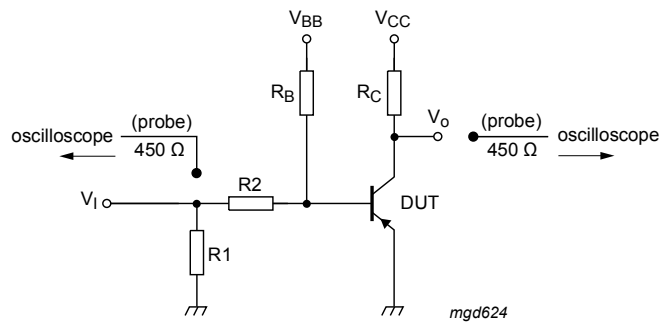 VBB
VCC
RB
RC
(probe)
450 Ω
oscilloscope
Vo
(probe)
450 Ω
oscilloscope
R2
VI
DUT
R1
mgd624